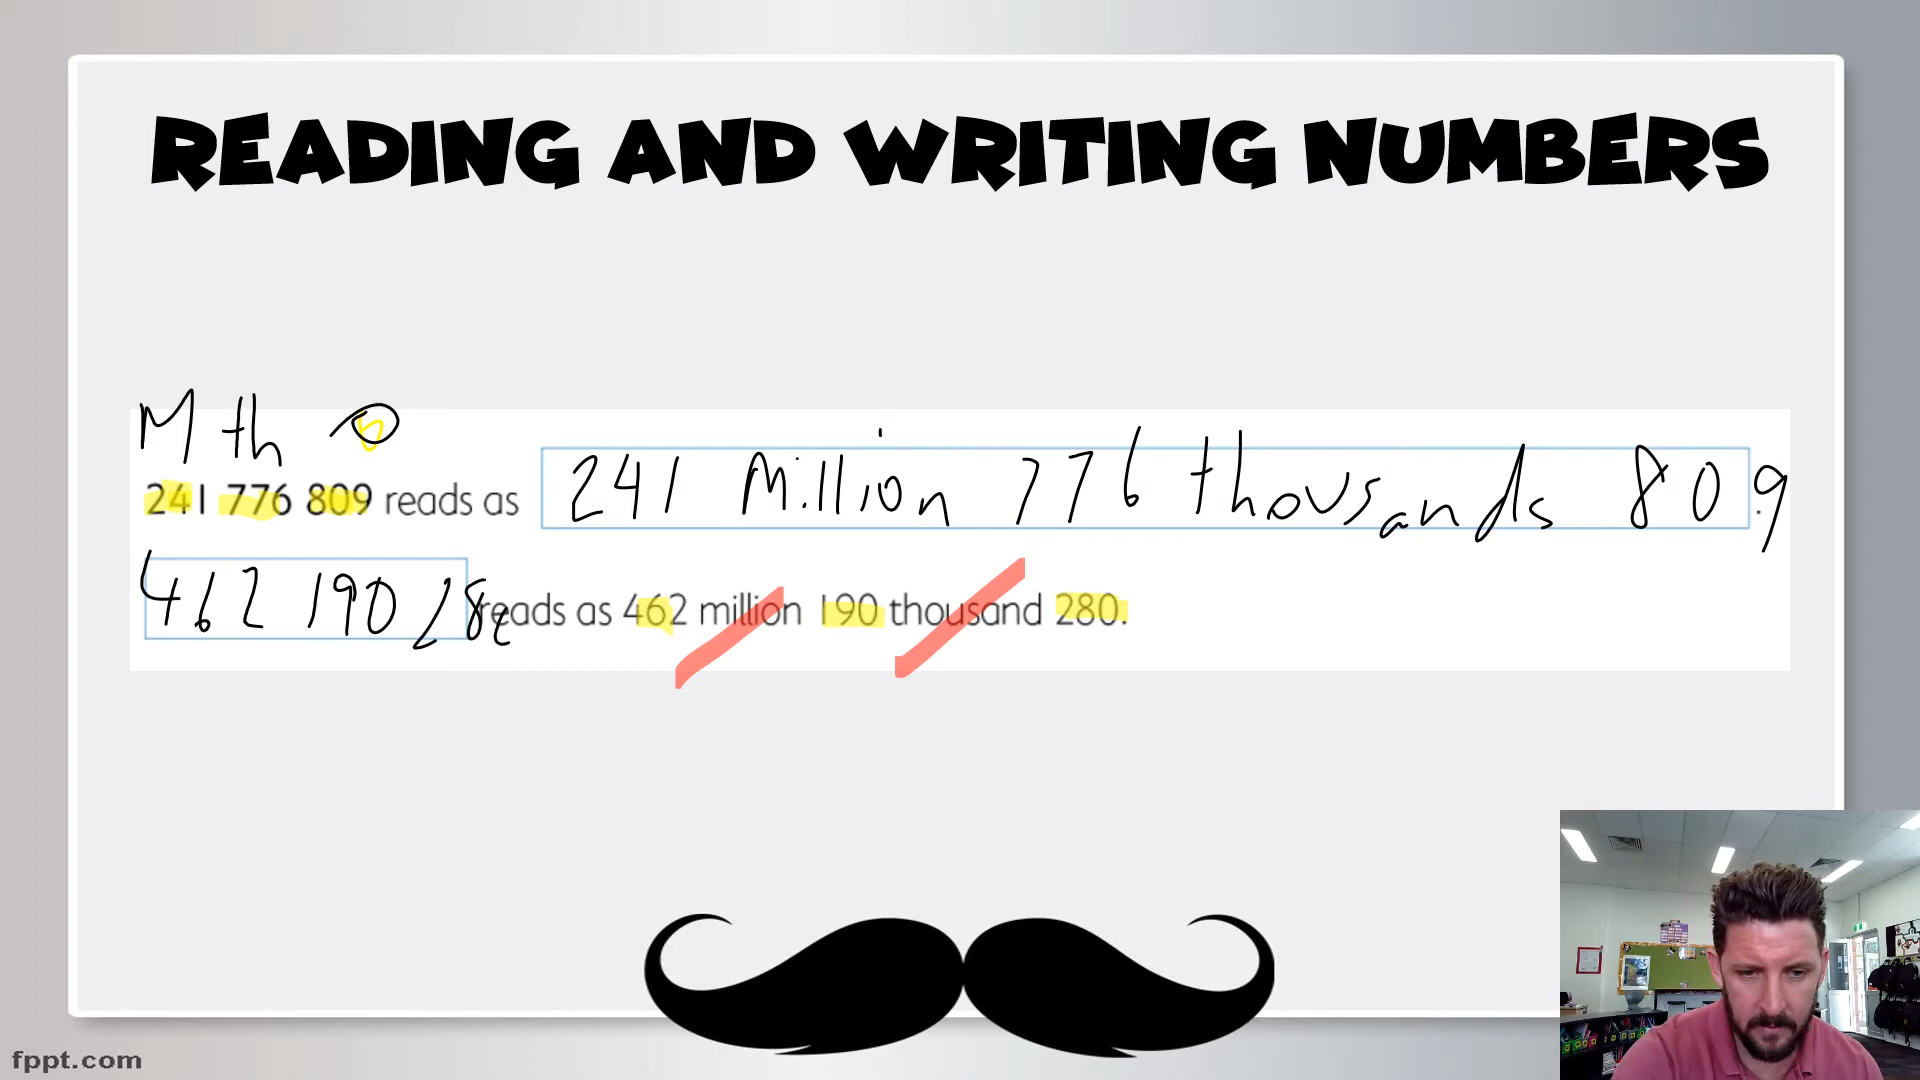 READING AND WRITING NUMBERS
M th
241 776 809 reads as 241 Million 776 thousands 809
462 190 28 reads as 462 million 190 thousand 280.
fppt.com